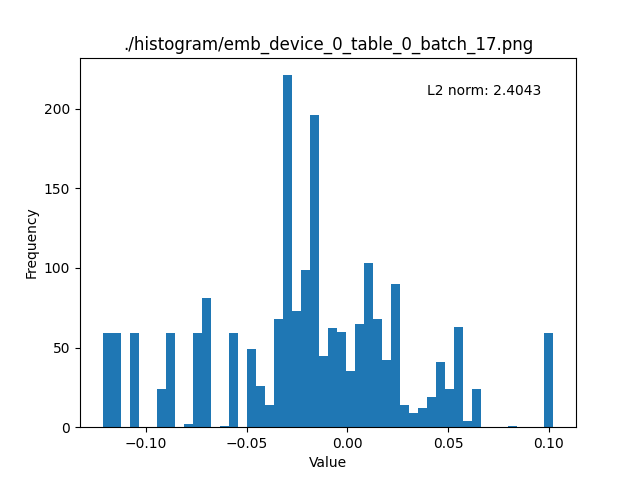 ./histogram/emb_device_0_table_0_batch_17.png
L2 norm: 2.4043
200
150
100
50
0
Frequency
−0.10
−0.05
0.00
0.05
0.10
Value